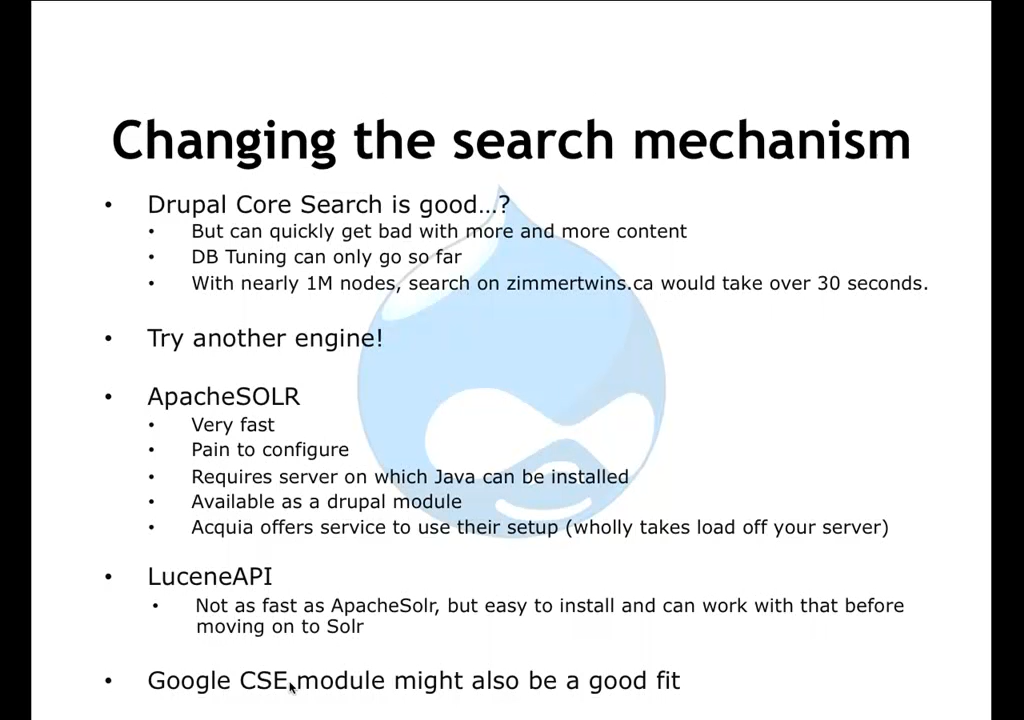 Changing the search mechanism
• Drupal Core Search is good...?
• But can quickly get bad with more and more content
• DB Tuning can only go so far
• With nearly 1M nodes, search on zimmertwins.ca would take over 30 seconds.
• Try another engine!
• ApacheSOLR
• Very fast
• Pain to configure
• Requires server on which Java can be installed
• Available as a drupal module
• Acquia offers service to use their setup (wholly takes load off your server)
• LuceneAPI
• Not as fast as ApacheSolr, but easy to install and can work with that before
moving on to Solr
• Google CSE module might also be a good fit